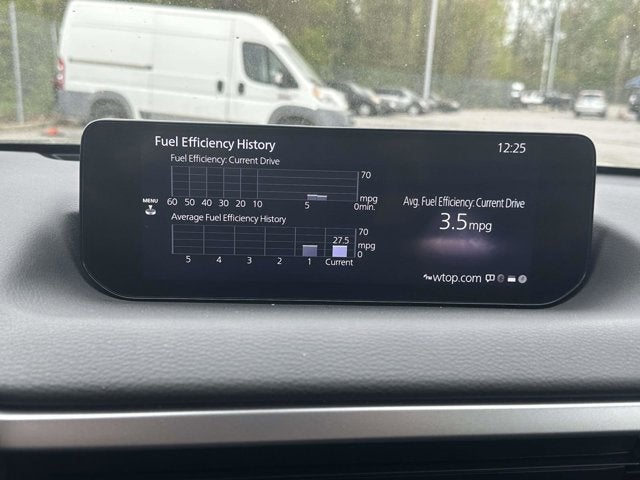 Fuel Efficiency History
12:25
Fuel Efficiency: Current Drive
70
mpg
60 50 40 30 20 10 5 0min.
MENU
Average Fuel Efficiency History
70
27.5
mpg
0
5 4 3 2 1 Current
Avg. Fuel Efficiency: Current Drive
3.5mpg
wtop.com